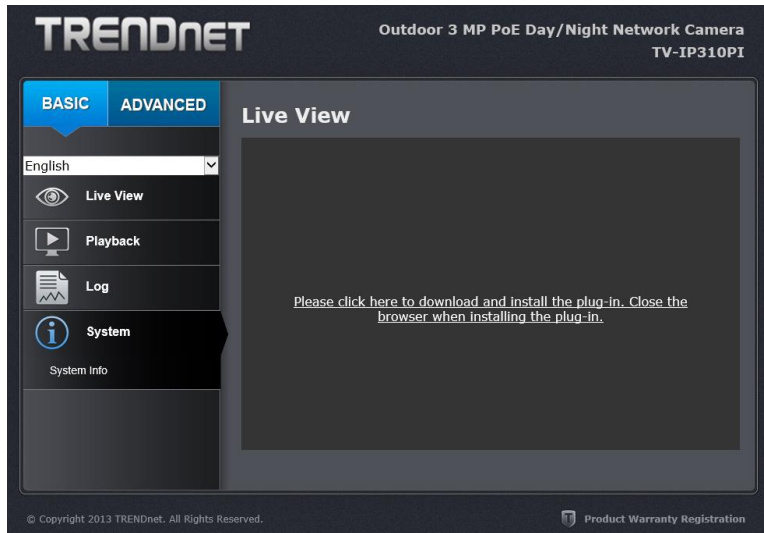 TRENDnet
Outdoor 3 MP PoE Day/Night Network Camera
TV-IP310PI
BASIC
ADVANCED
English
Live View
Playback
Log
System
System Info
Live View
Please click here to download and install the plug-in. Close the
browser when installing the plug-in.
© Copyright 2013 TRENDnet. All Rights Reserved.
Product Warranty Registration